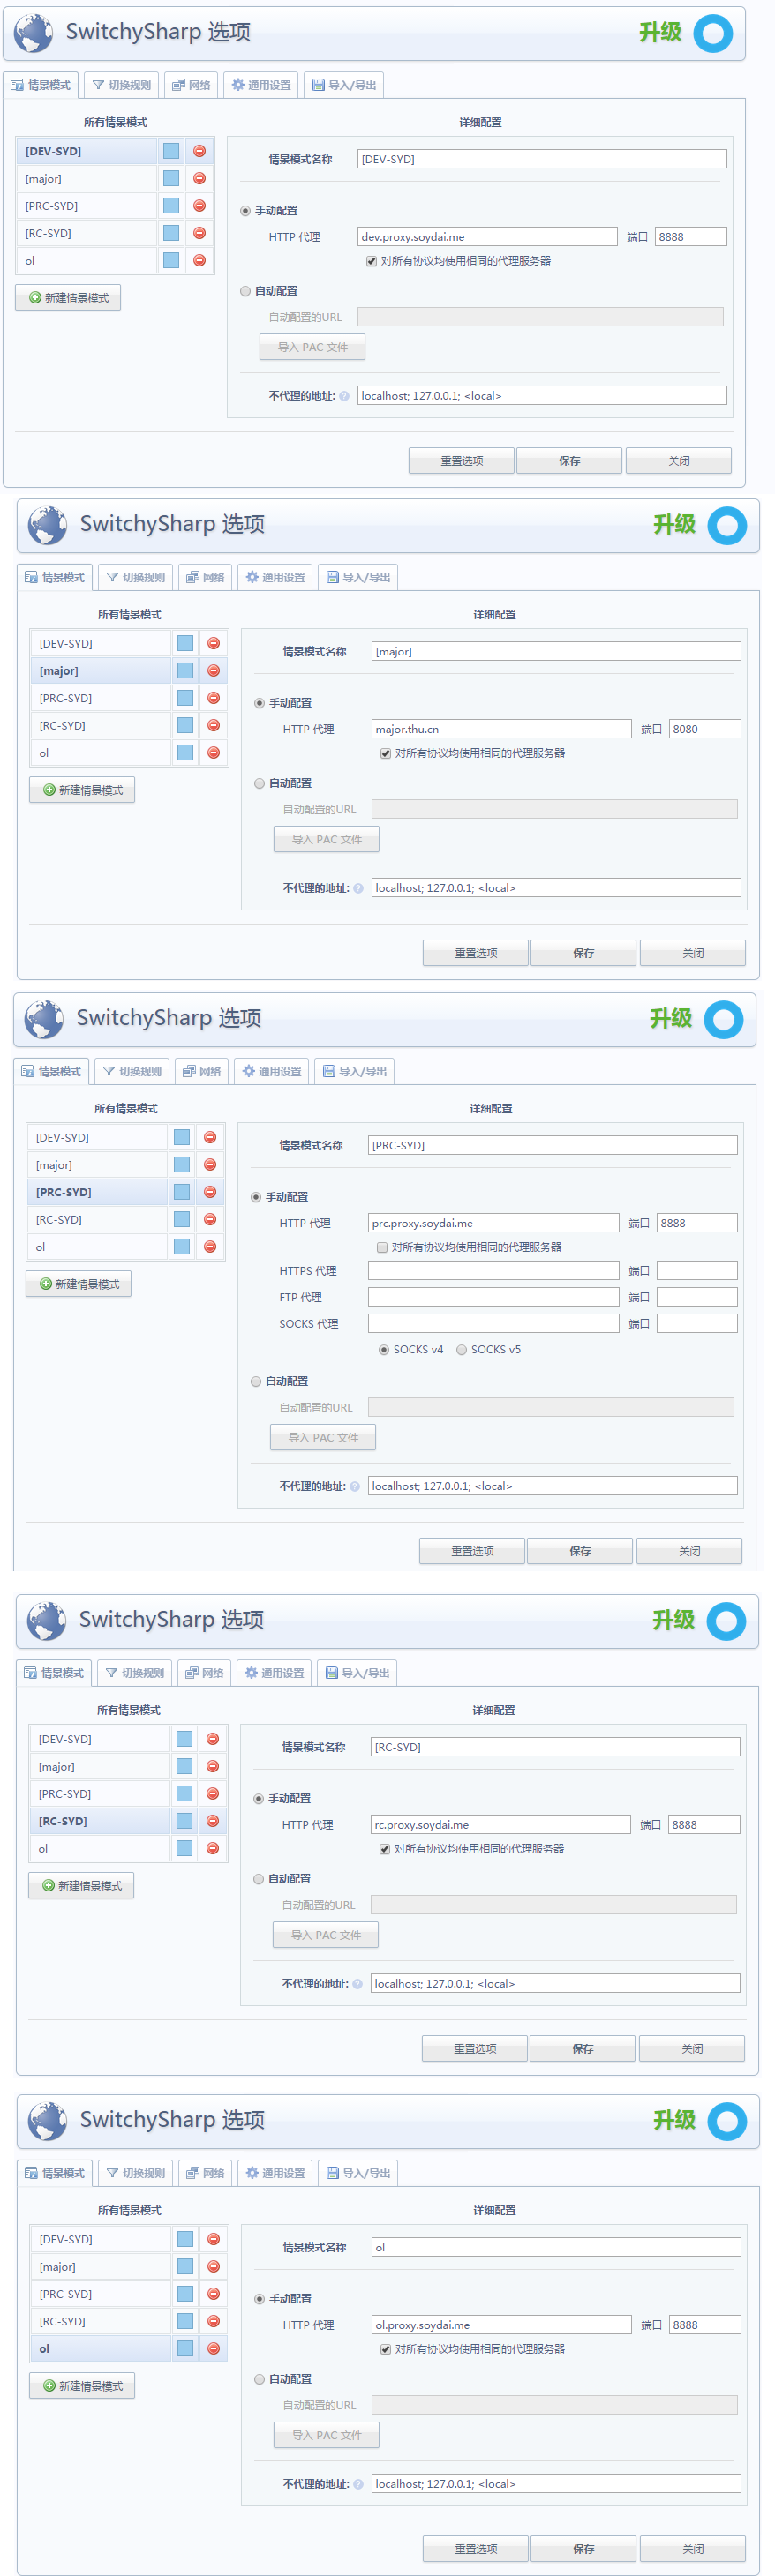 SwitchySharp 选项 升级
情景模式 切换规则 网络 通用设置 导入/导出
所有情景模式 详细配置
[DEV-SYD]
[major]
[PRC-SYD]
[RC-SYD]
ol
新建情景模式
情景模式名称 [DEV-SYD]
手动配置
HTTP 代理 dev.proxy.soydai.me 端口 8888
对所有协议均使用相同的代理服务器
自动配置
自动配置的URL
导入 PAC 文件
不代理的地址: ? localhost; 127.0.0.1; <local>
重置选项 保存 关闭
SwitchySharp 选项 升级
情景模式 切换规则 网络 通用设置 导入/导出
所有情景模式 详细配置
[DEV-SYD]
[major]
[PRC-SYD]
[RC-SYD]
ol
新建情景模式
情景模式名称 [major]
手动配置
HTTP 代理 major.thu.cn 端口 8080
对所有协议均使用相同的代理服务器
自动配置
自动配置的URL
导入 PAC 文件
不代理的地址: ? localhost; 127.0.0.1; <local>
重置选项 保存 关闭
SwitchySharp 选项 升级
情景模式 切换规则 网络 通用设置 导入/导出
所有情景模式 详细配置
[DEV-SYD]
[major]
[PRC-SYD]
[RC-SYD]
ol
新建情景模式
情景模式名称 [PRC-SYD]
手动配置
HTTP 代理 prc.proxy.soydai.me 端口 8888
对所有协议均使用相同的代理服务器
HTTPS 代理 端口
FTP 代理 端口
SOCKS 代理 端口
SOCKS v4 SOCKS v5
自动配置
自动配置的URL
导入 PAC 文件
不代理的地址: ? localhost; 127.0.0.1; <local>
重置选项 保存 关闭
SwitchySharp 选项 升级
情景模式 切换规则 网络 通用设置 导入/导出
所有情景模式 详细配置
[DEV-SYD]
[major]
[PRC-SYD]
[RC-SYD]
ol
新建情景模式
情景模式名称 [RC-SYD]
手动配置
HTTP 代理 rc.proxy.soydai.me 端口 8888
对所有协议均使用相同的代理服务器
自动配置
自动配置的URL
导入 PAC 文件
不代理的地址: ? localhost; 127.0.0.1; <local>
重置选项 保存 关闭
SwitchySharp 选项 升级
情景模式 切换规则 网络 通用设置 导入/导出
所有情景模式 详细配置
[DEV-SYD]
[major]
[PRC-SYD]
[RC-SYD]
ol
新建情景模式
情景模式名称 ol
手动配置
HTTP 代理 ol.proxy.soydai.me 端口 8888
对所有协议均使用相同的代理服务器
自动配置
自动配置的URL
导入 PAC 文件
不代理的地址: ? localhost; 127.0.0.1; <local>
重置选项 保存 关闭